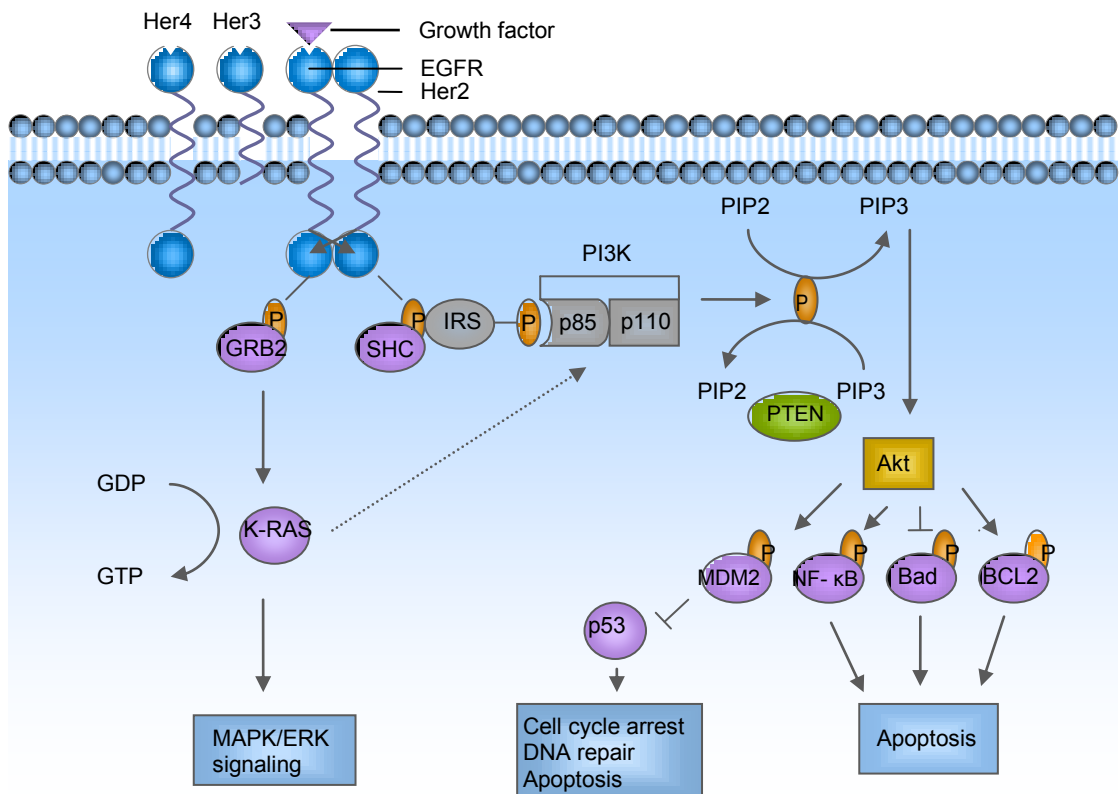 Her4
Her3
Growth factor
EGFR
Her2
PIP2
PIP3
PI3K
P
P
P
P
IRS
p85
p110
GRB2
SHC
PIP2
PIP3
PTEN
Akt
GDP
K-RAS
GTP
P
P
P
P
MDM2
NF- κB
Bad
BCL2
p53
MAPK/ERK
signaling
Cell cycle arrest
DNA repair
Apoptosis
Apoptosis